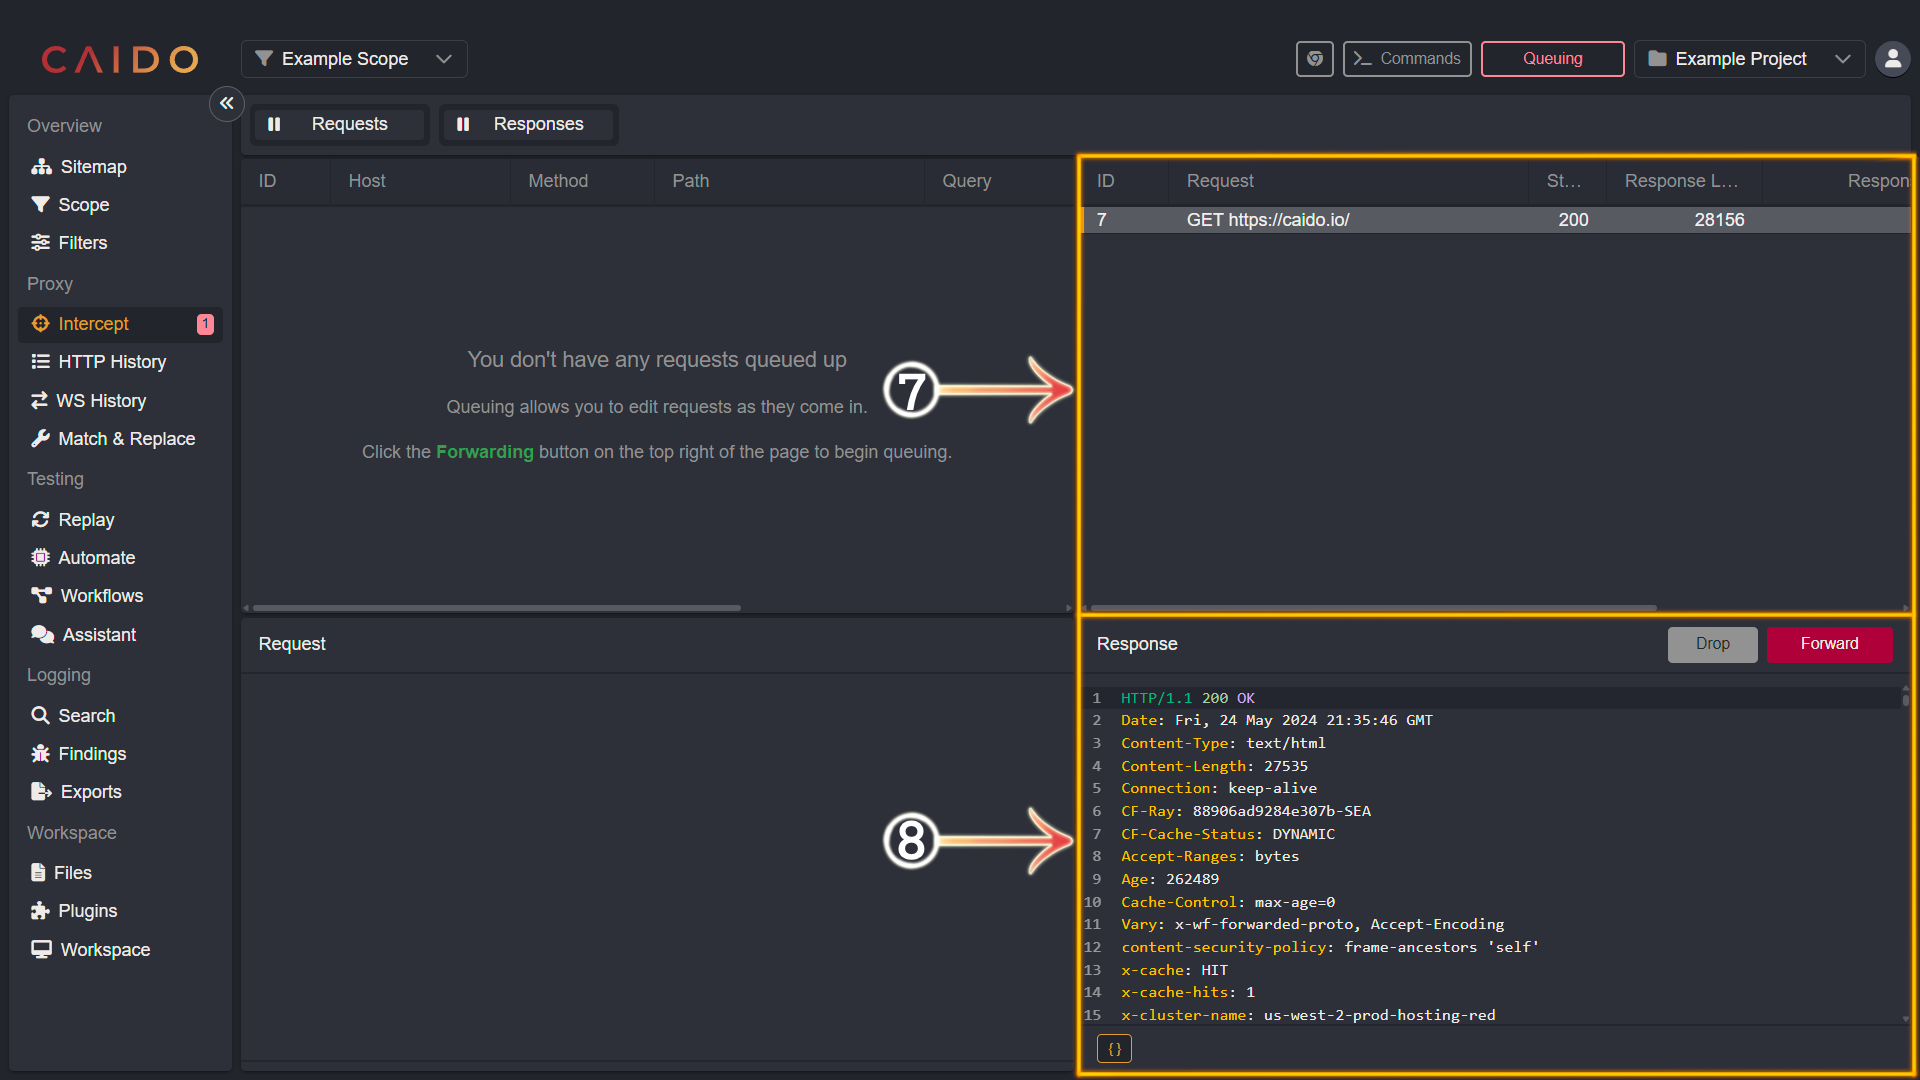 CAIDO
Example Scope
Commands
Queuing
Example Project
Overview
Sitemap
Scope
Filters
Proxy
Intercept 1
HTTP History
WS History
Match & Replace
Testing
Replay
Automate
Workflows
Assistant
Logging
Search
Findings
Exports
Workspace
Files
Plugins
Workspace
Requests Responses
ID Host Method Path Query
You don't have any requests queued up
Queuing allows you to edit requests as they come in.
Click the Forwarding button on the top right of the page to begin queuing.
7
ID Request St... Response L... Respon
7 GET https://caido.io/ 200 28156
Request
8
Response Drop Forward
1 HTTP/1.1 200 OK
2 Date: Fri, 24 May 2024 21:35:46 GMT
3 Content-Type: text/html
4 Content-Length: 27535
5 Connection: keep-alive
6 CF-Ray: 88906ad9284e307b-SEA
7 CF-Cache-Status: DYNAMIC
8 Accept-Ranges: bytes
9 Age: 262489
10 Cache-Control: max-age=0
11 Vary: x-wf-forwarded-proto, Accept-Encoding
12 content-security-policy: frame-ancestors 'self'
13 x-cache: HIT
14 x-cache-hits: 1
15 x-cluster-name: us-west-2-prod-hosting-red
{}